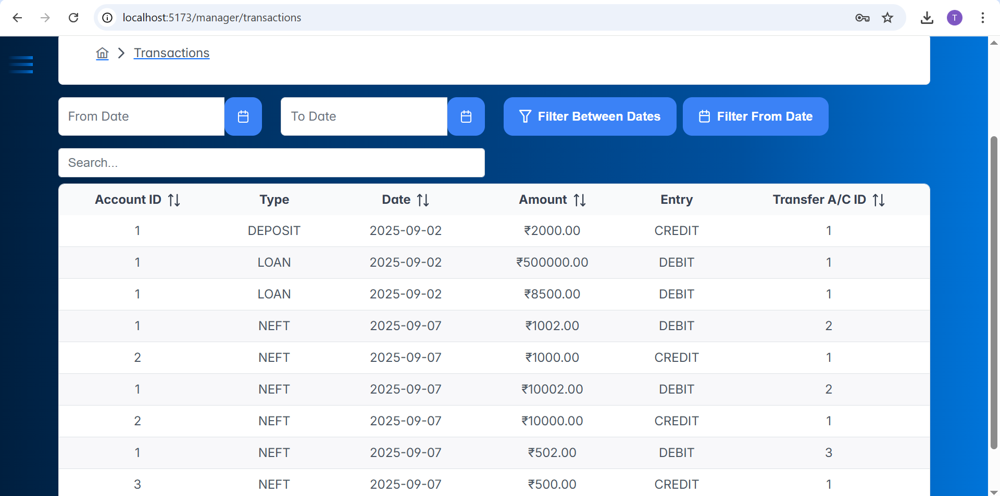 localhost:5173/manager/transactions
T
Transactions
From Date
To Date
Filter Between Dates
Filter From Date
Search...
Account ID Type Date Amount Entry Transfer A/C ID
1 DEPOSIT 2025-09-02 ₹2000.00 CREDIT 1
1 LOAN 2025-09-02 ₹500000.00 DEBIT 1
1 LOAN 2025-09-02 ₹8500.00 DEBIT 1
1 NEFT 2025-09-07 ₹1002.00 DEBIT 2
2 NEFT 2025-09-07 ₹1000.00 CREDIT 1
1 NEFT 2025-09-07 ₹10002.00 DEBIT 2
2 NEFT 2025-09-07 ₹10000.00 CREDIT 1
1 NEFT 2025-09-07 ₹502.00 DEBIT 3
3 NEFT 2025-09-07 ₹500.00 CREDIT 1